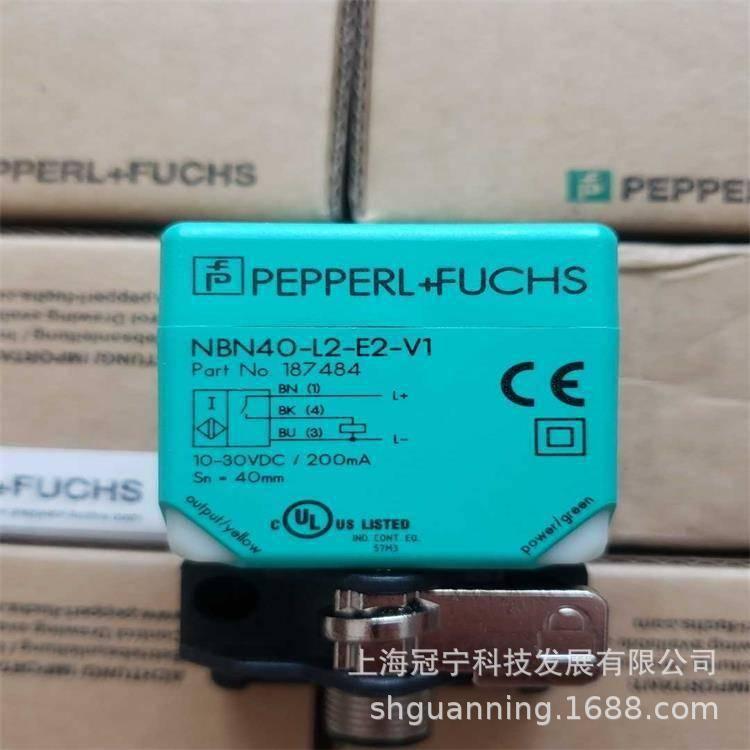 PEPPERL+FUCHS
PEPPERL+FUCHS
PEPPERL+FUCHS
NBN40-L2-E2-V1
Part No. 187484
I
BN (1)
L+
BK (4)
BU (3)
L-
10-30VDC / 200mA
Sn = 40mm
CE
+FUCHS
output/yellow
c UL US LISTED
IND. CONT. EQ.
57M3
power/green
上海冠宁科技发展有限公司
shguanning.1688.com